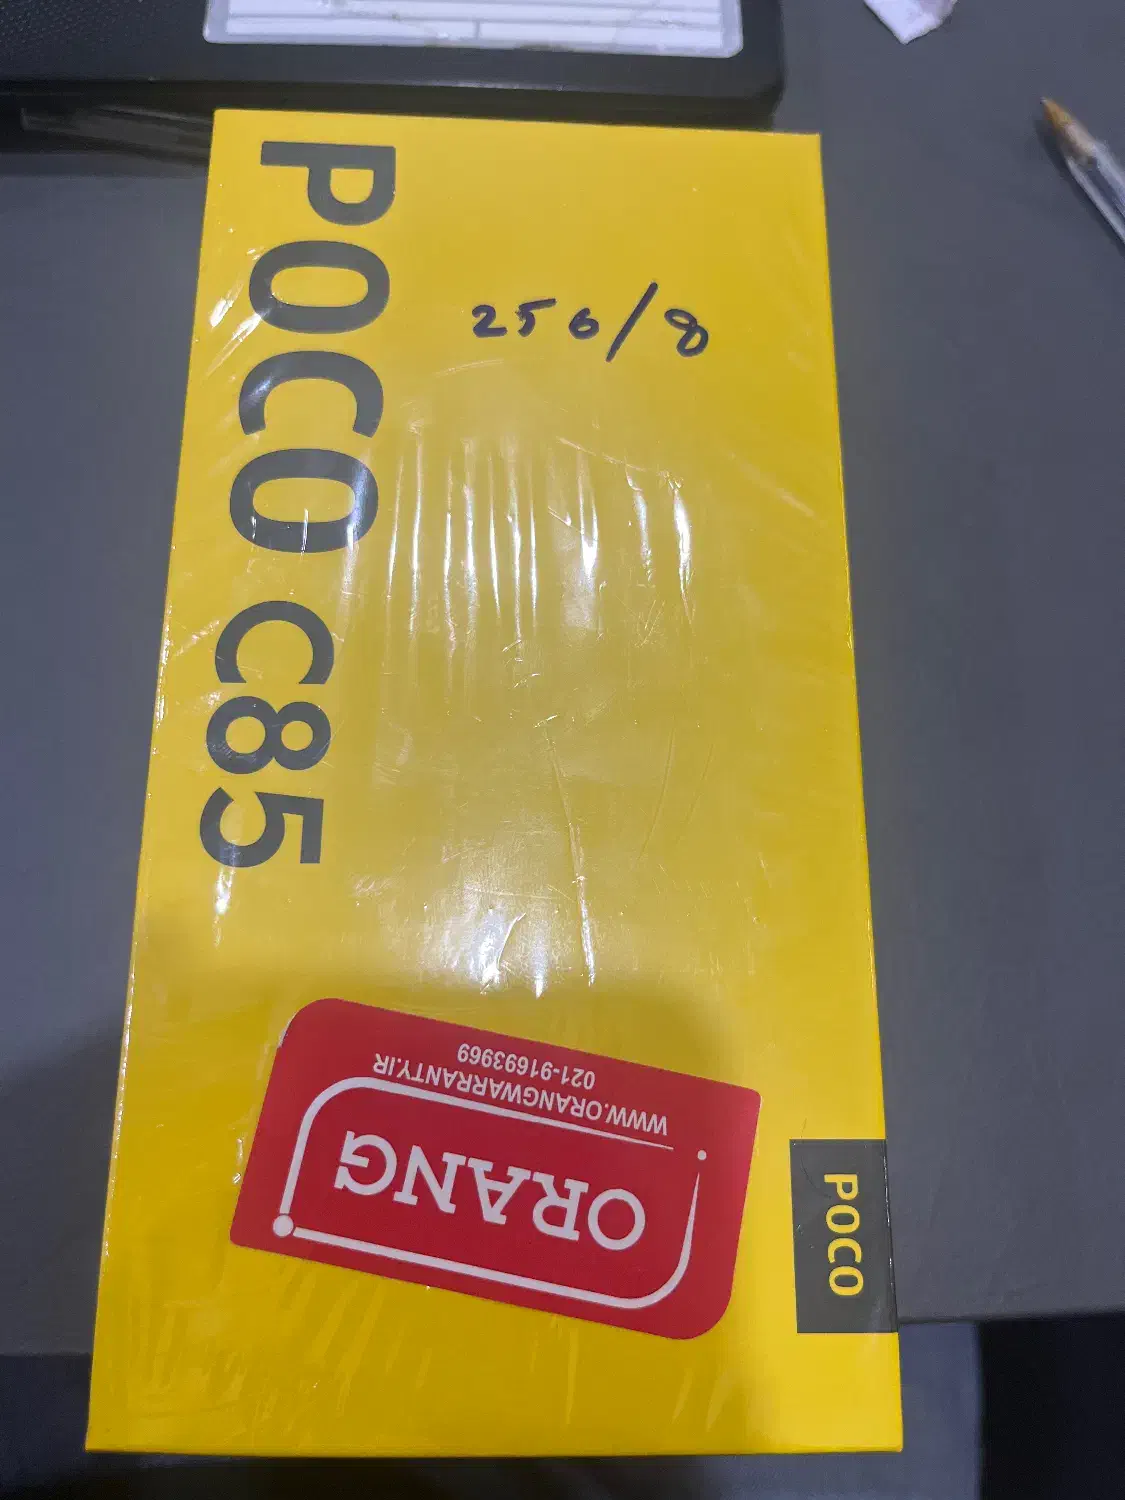 POCO C85
256/8
ORANG
WWW.ORANGWARRANTY.IR
021-91693969
POCO